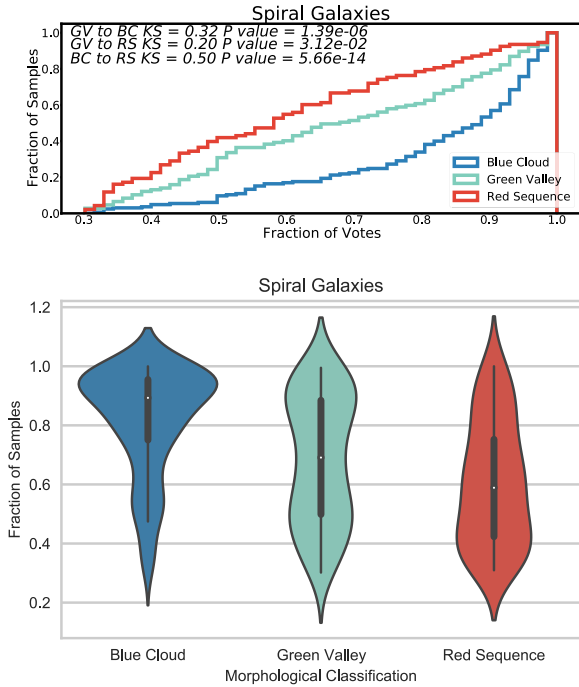 Spiral Galaxies
GV to BC KS = 0.32 P value = 1.39e-06
GV to RS KS = 0.20 P value = 3.12e-02
BC to RS KS = 0.50 P value = 5.66e-14
1.0
0.8
0.6
0.4
0.2
0.0
Fraction of Samples
Blue Cloud
Green Valley
Red Sequence
0.3 0.4 0.5 0.6 0.7 0.8 0.9 1.0
Fraction of Votes
Spiral Galaxies
1.2
1.0
0.8
0.6
0.4
0.2
Fraction of Samples
Blue Cloud Green Valley Red Sequence
Morphological Classification